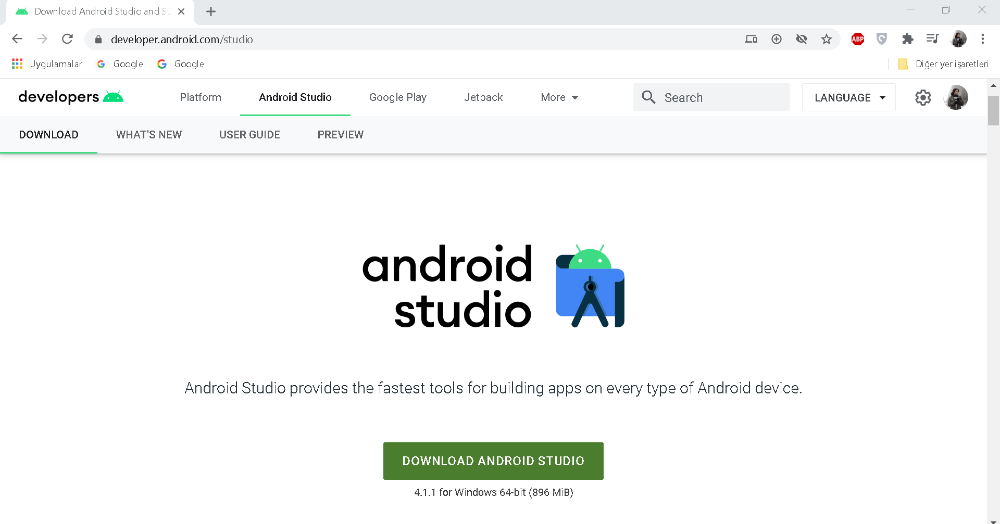 Download Android Studio and SD
developer.android.com/studio
ABP
Uygulamalar Google Google Diğer yer işaretleri
developers Platform Android Studio Google Play Jetpack More Search LANGUAGE
DOWNLOAD WHAT'S NEW USER GUIDE PREVIEW
android
studio
Android Studio provides the fastest tools for building apps on every type of Android device.
DOWNLOAD ANDROID STUDIO
4.1.1 for Windows 64-bit (896 MiB)